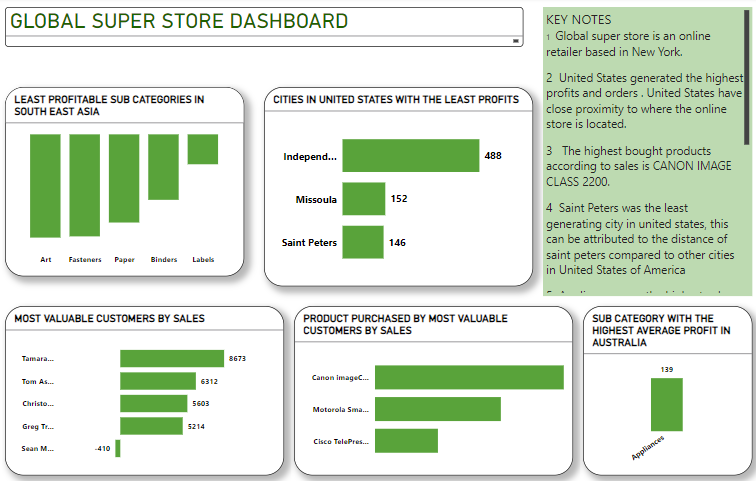 GLOBAL SUPER STORE DASHBOARD
KEY NOTES
1 Global super store is an online
retailer based in New York.
2 United States generated the highest
profits and orders . United States have
close proximity to where the online
store is located.
3 The highest bought products
according to sales is CANON IMAGE
CLASS 2200.
4 Saint Peters was the least
generating city in united states, this
can be attributed to the distance of
saint peters compared to other cities
in United States of America
LEAST PROFITABLE SUB CATEGORIES IN
SOUTH EAST ASIA
Art Fasteners Paper Binders Labels
CITIES IN UNITED STATES WITH THE LEAST PROFITS
Independ... 488
Missoula 152
Saint Peters 146
MOST VALUABLE CUSTOMERS BY SALES
Tamara... 8673
Tom As... 6312
Christo... 5603
Greg Tr... 5214
Sean M... -410
PRODUCT PURCHASED BY MOST VALUABLE
CUSTOMERS BY SALES
Canon imageC...
Motorola Sma...
Cisco TelePres...
SUB CATEGORY WITH THE
HIGHEST AVERAGE PROFIT IN
AUSTRALIA
139
Appliances